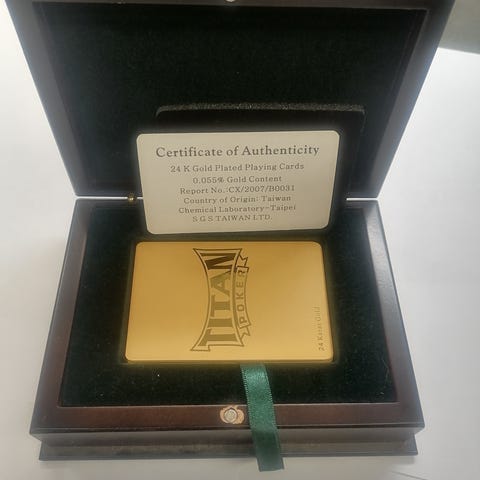 Certificate of Authenticity
24 K Gold Plated Playing Cards
0.055% Gold Content
Report No.:CX/2007/B0031
Country of Origin: Taiwan
Chemical Laboratory-Taipei
S G S TAIWAN LTD.
TITAN
POKER
24 Karat Gold